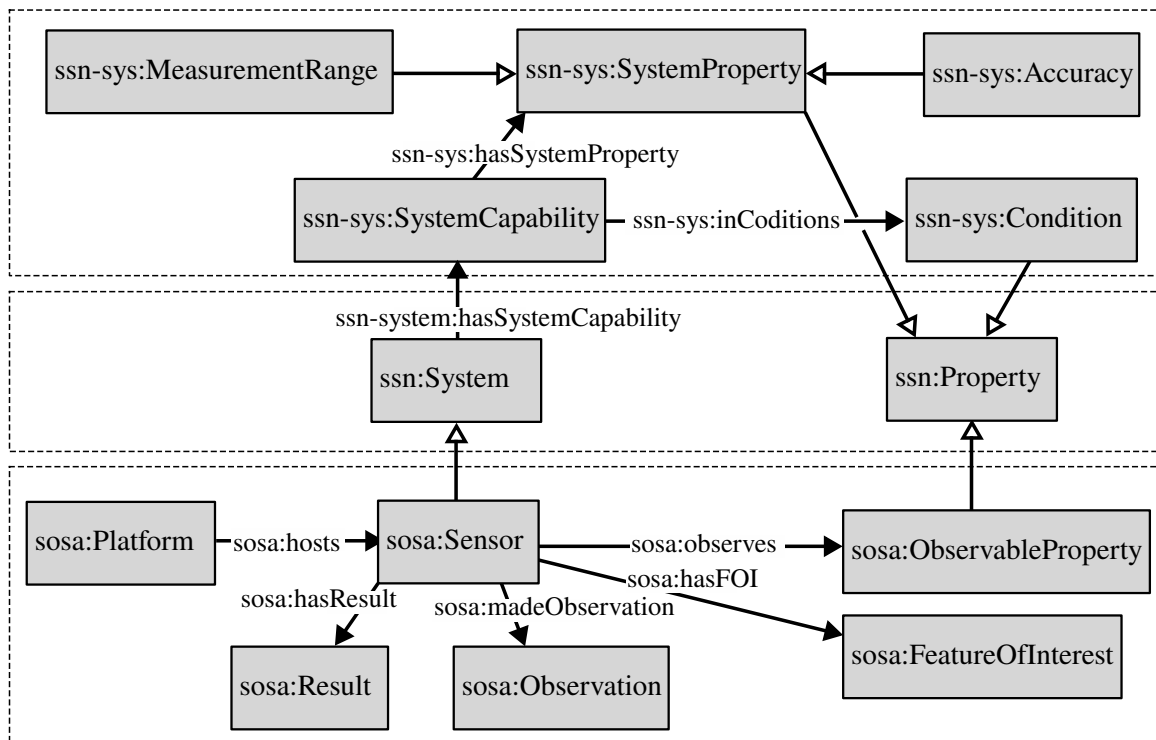 ssn-sys:MeasurementRange
ssn-sys:SystemProperty
ssn-sys:Accuracy
ssn-sys:hasSystemProperty
ssn-sys:SystemCapability
ssn-sys:inCoditions
ssn-sys:Condition
ssn-system:hasSystemCapability
ssn:System
ssn:Property
sosa:Platform
sosa:hosts
sosa:Sensor
sosa:observes
sosa:ObservableProperty
sosa:hasFOI
sosa:hasResult
sosa:madeObservation
sosa:FeatureOfInterest
sosa:Result
sosa:Observation